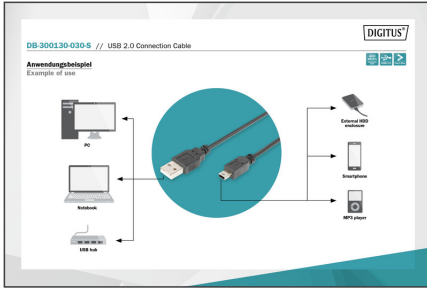 DIGITUS®
DB-300130-030-S // USB 2.0 Connection Cable
Anwendungsbeispiel
Example of use
PC
Notebook
USB hub
External HDD
enclosure
Smartphone
MP3 player